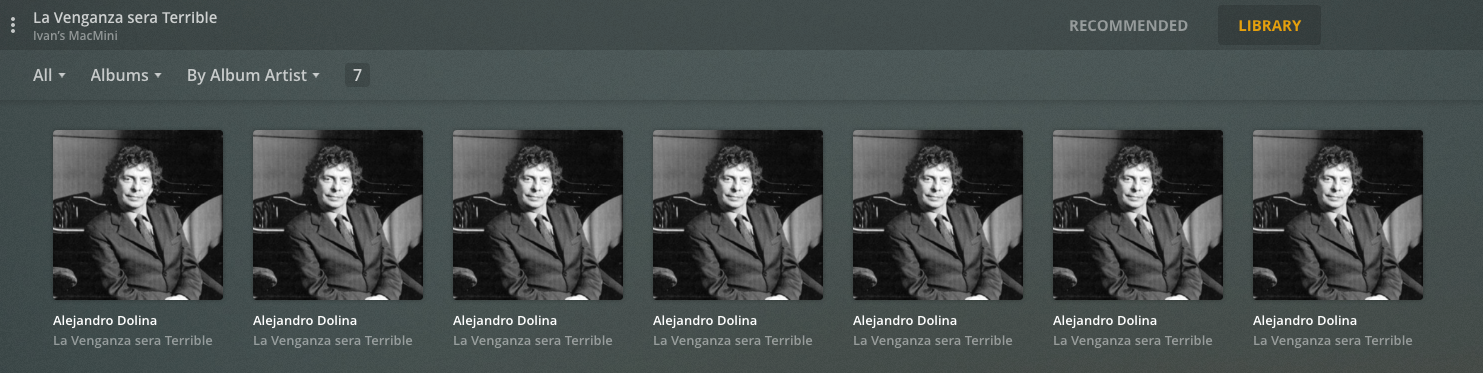 La Venganza sera Terrible
Ivan's MacMini
RECOMMENDED
LIBRARY
All
Albums
By Album Artist
7
Alejandro Dolina
La Venganza sera Terrible
Alejandro Dolina
La Venganza sera Terrible
Alejandro Dolina
La Venganza sera Terrible
Alejandro Dolina
La Venganza sera Terrible
Alejandro Dolina
La Venganza sera Terrible
Alejandro Dolina
La Venganza sera Terrible
Alejandro Dolina
La Venganza sera Terrible